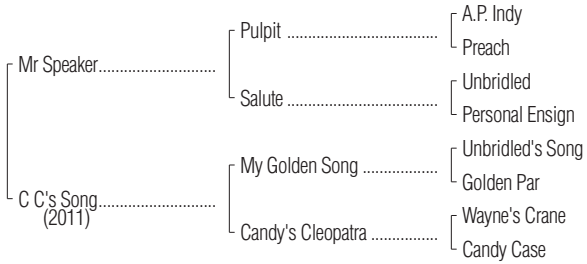 A.P. Indy
Pulpit ........................................
Preach
Mr Speaker...............................
Unbridled
Salute ........................................
Personal Ensign
Unbridled's Song
My Golden Song ....................
Golden Par
C C's Song...............................
(2011)
Wayne's Crane
Candy's Cleopatra ..................
Candy Case